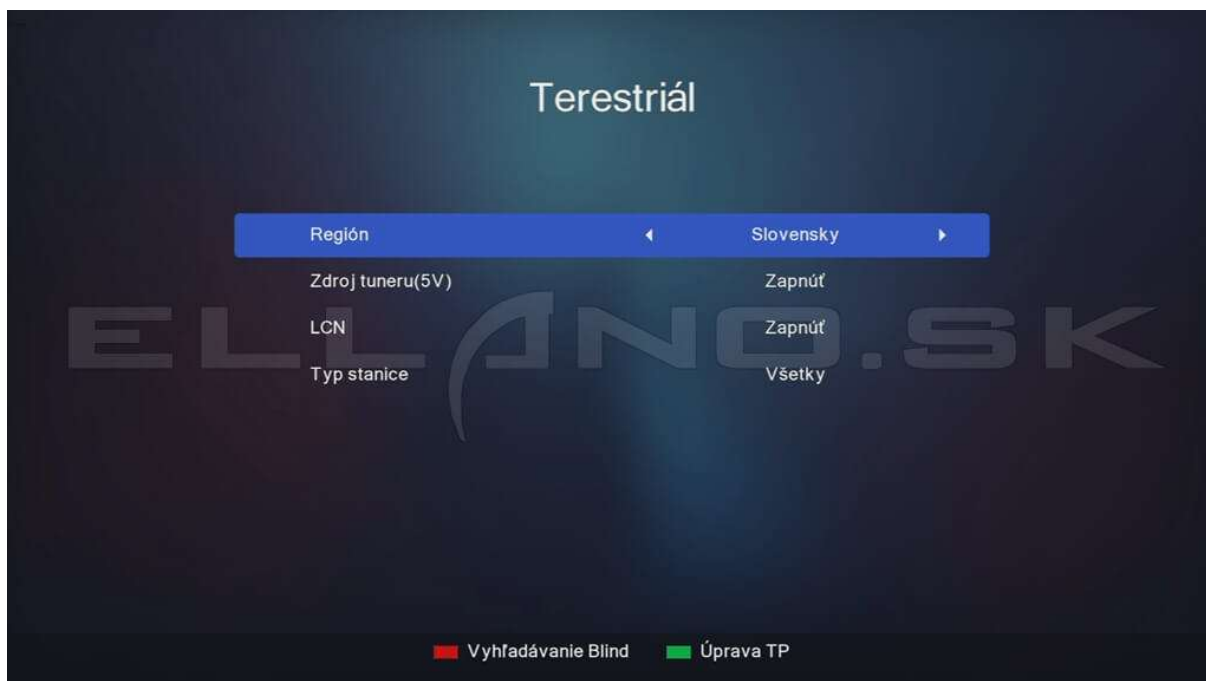 Terestriál
Región Slovensky
Zdroj tuneru(5V) Zapnúť
LCN Zapnúť
Typ stanice Všetky
ELLANO.SK
Vyhľadávanie Blind Úprava TP